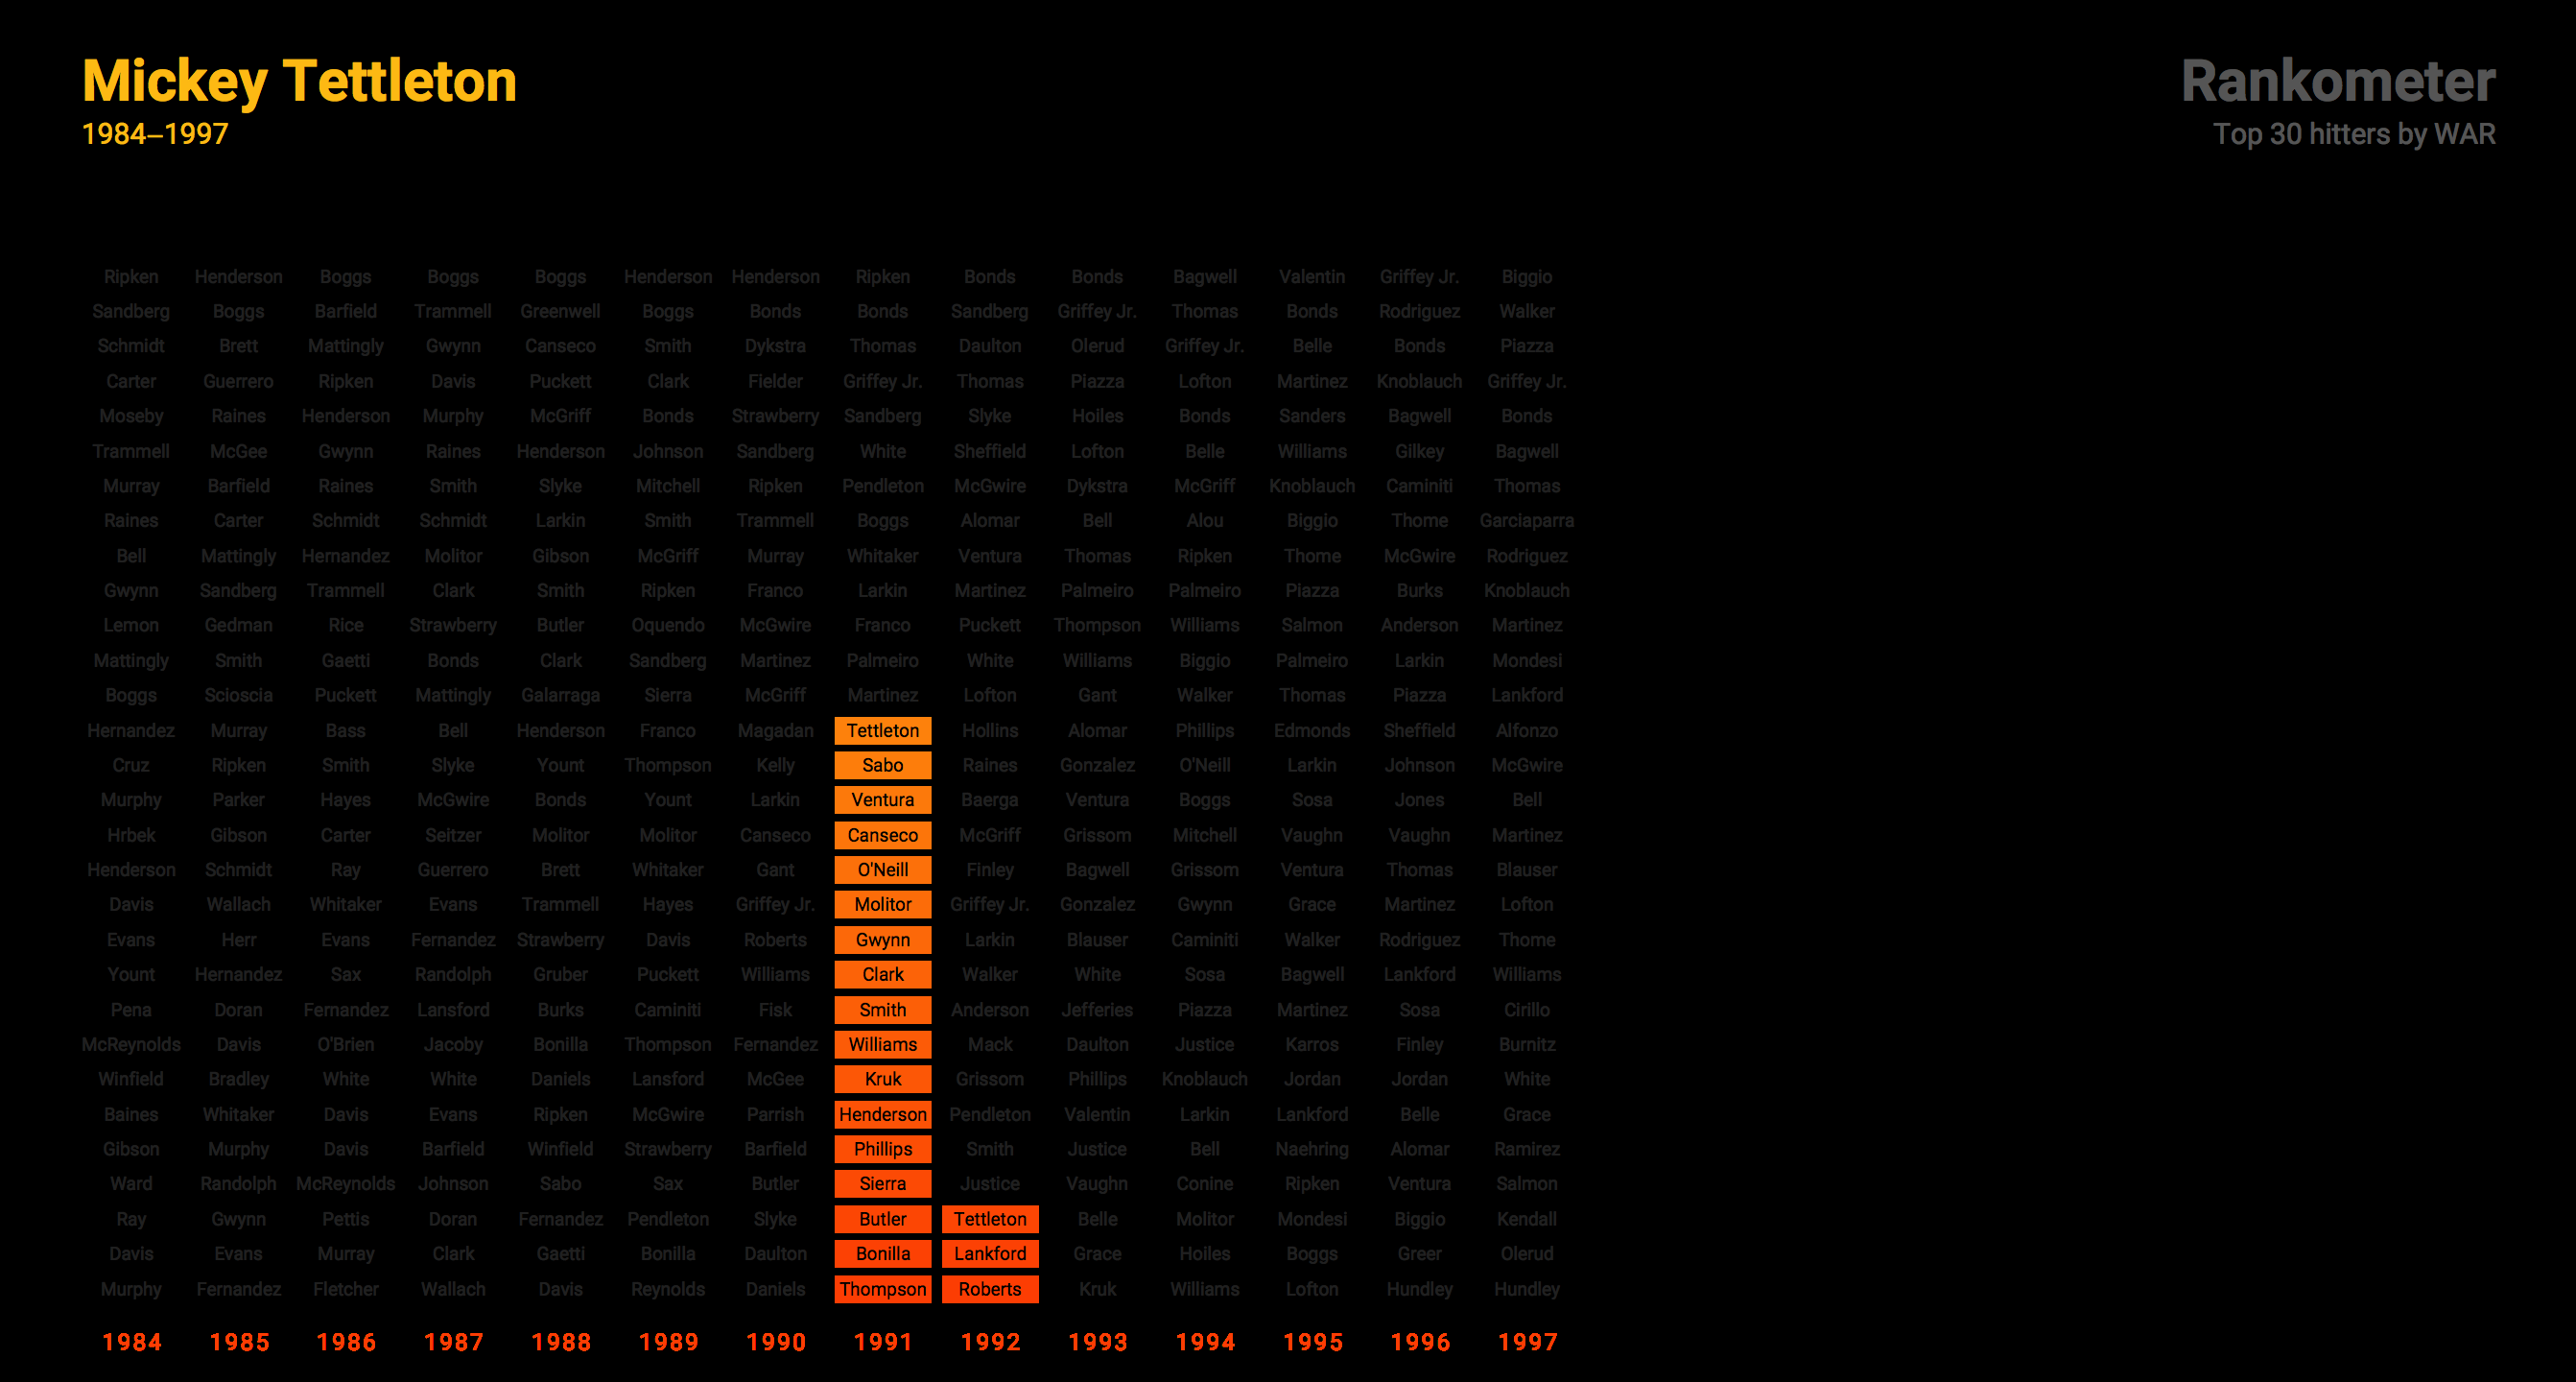 Mickey Tettleton
1984–1997
Rankometer
Top 30 hitters by WAR
Ripken Henderson Boggs Boggs Boggs Henderson Henderson Ripken Bonds Bonds Bagwell Valentin Griffey Jr. Biggio
Sandberg Boggs Barfield Trammell Greenwell Boggs Bonds Bonds Sandberg Griffey Jr. Thomas Bonds Rodriguez Walker
Schmidt Brett Mattingly Gwynn Canseco Smith Dykstra Thomas Daulton Olerud Griffey Jr. Belle Bonds Piazza
Carter Guerrero Ripken Davis Puckett Clark Fielder Griffey Jr. Thomas Piazza Lofton Martinez Knoblauch Griffey Jr.
Moseby Raines Henderson Murphy McGriff Bonds Strawberry Sandberg Slyke Hoiles Bonds Sanders Bagwell Bonds
Trammell McGee Gwynn Raines Henderson Johnson Sandberg White Sheffield Lofton Belle Williams Gilkey Bagwell
Murray Barfield Raines Smith Slyke Mitchell Ripken Pendleton McGwire Dykstra McGriff Knoblauch Caminiti Thomas
Raines Carter Schmidt Schmidt Larkin Smith Trammell Boggs Alomar Bell Alou Biggio Thome Garciaparra
Bell Mattingly Hernandez Molitor Gibson McGriff Murray Whitaker Ventura Thomas Ripken Thome McGwire Rodriguez
Gwynn Sandberg Trammell Clark Smith Ripken Franco Larkin Martinez Palmeiro Palmeiro Piazza Burks Knoblauch
Lemon Gedman Rice Strawberry Butler Oquendo McGwire Franco Puckett Thompson Williams Salmon Anderson Martinez
Mattingly Smith Gaetti Bonds Clark Sandberg Martinez Palmeiro White Williams Biggio Palmeiro Larkin Mondesi
Boggs Scioscia Puckett Mattingly Galarraga Sierra McGriff Martinez Lofton Gant Walker Thomas Piazza Lankford
Hernandez Murray Bass Bell Henderson Franco Magadan Tettleton Hollins Alomar Phillips Edmonds Sheffield Alfonzo
Cruz Ripken Smith Slyke Yount Thompson Kelly Sabo Raines Gonzalez O'Neill Larkin Johnson McGwire
Murphy Parker Hayes McGwire Bonds Yount Larkin Ventura Baerga Ventura Boggs Sosa Jones Bell
Hrbek Gibson Carter Seitzer Molitor Molitor Canseco Canseco McGriff Grissom Mitchell Vaughn Vaughn Martinez
Henderson Schmidt Ray Guerrero Brett Whitaker Gant O'Neill Finley Bagwell Grissom Ventura Thomas Blauser
Davis Wallach Whitaker Evans Trammell Hayes Griffey Jr. Molitor Griffey Jr. Gonzalez Gwynn Grace Martinez Lofton
Evans Herr Evans Fernandez Strawberry Davis Roberts Gwynn Larkin Blauser Caminiti Walker Rodriguez Thome
Yount Hernandez Sax Randolph Gruber Puckett Williams Clark Walker White Sosa Bagwell Lankford Williams
Pena Doran Fernandez Lansford Burks Caminiti Fisk Smith Anderson Jefferies Piazza Martinez Sosa Cirillo
McReynolds Davis O'Brien Jacoby Bonilla Thompson Fernandez Williams Mack Daulton Justice Karros Finley Burnitz
Winfield Bradley White White Daniels Lansford McGee Kruk Grissom Phillips Knoblauch Jordan Jordan White
Baines Whitaker Davis Evans Ripken McGwire Parrish Henderson Pendleton Valentin Larkin Lankford Belle Grace
Gibson Murphy Davis Barfield Winfield Strawberry Barfield Phillips Smith Justice Bell Naehring Alomar Ramirez
Ward Randolph McReynolds Johnson Sabo Sax Butler Sierra Justice Vaughn Conine Ripken Ventura Salmon
Ray Gwynn Pettis Doran Fernandez Pendleton Slyke Butler Tettleton Belle Molitor Mondesi Biggio Kendall
Davis Evans Murray Clark Gaetti Bonilla Daulton Bonilla Lankford Grace Hoiles Boggs Greer Olerud
Murphy Fernandez Fletcher Wallach Davis Reynolds Daniels Thompson Roberts Kruk Williams Lofton Hundley Hundley
1984 1985 1986 1987 1988 1989 1990 1991 1992 1993 1994 1995 1996 1997